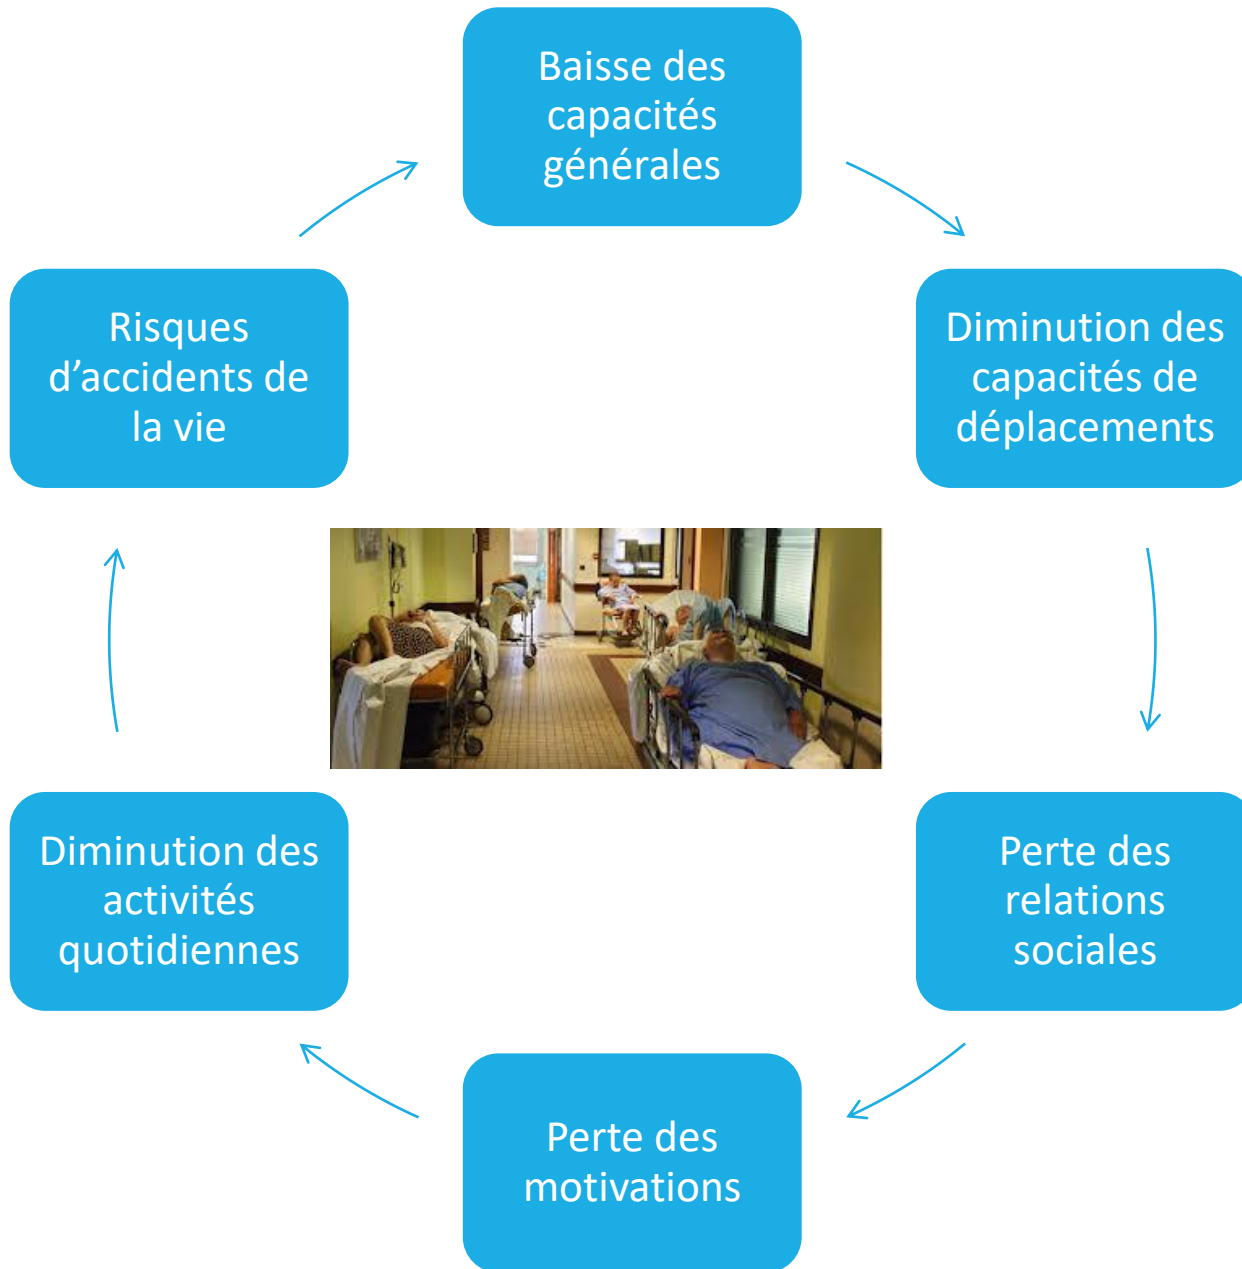 Baisse des
capacités
générales
Diminution des
capacités de
déplacements
Perte des
relations
sociales
Perte des
motivations
Diminution des
activités
quotidiennes
Risques
d’accidents de
la vie